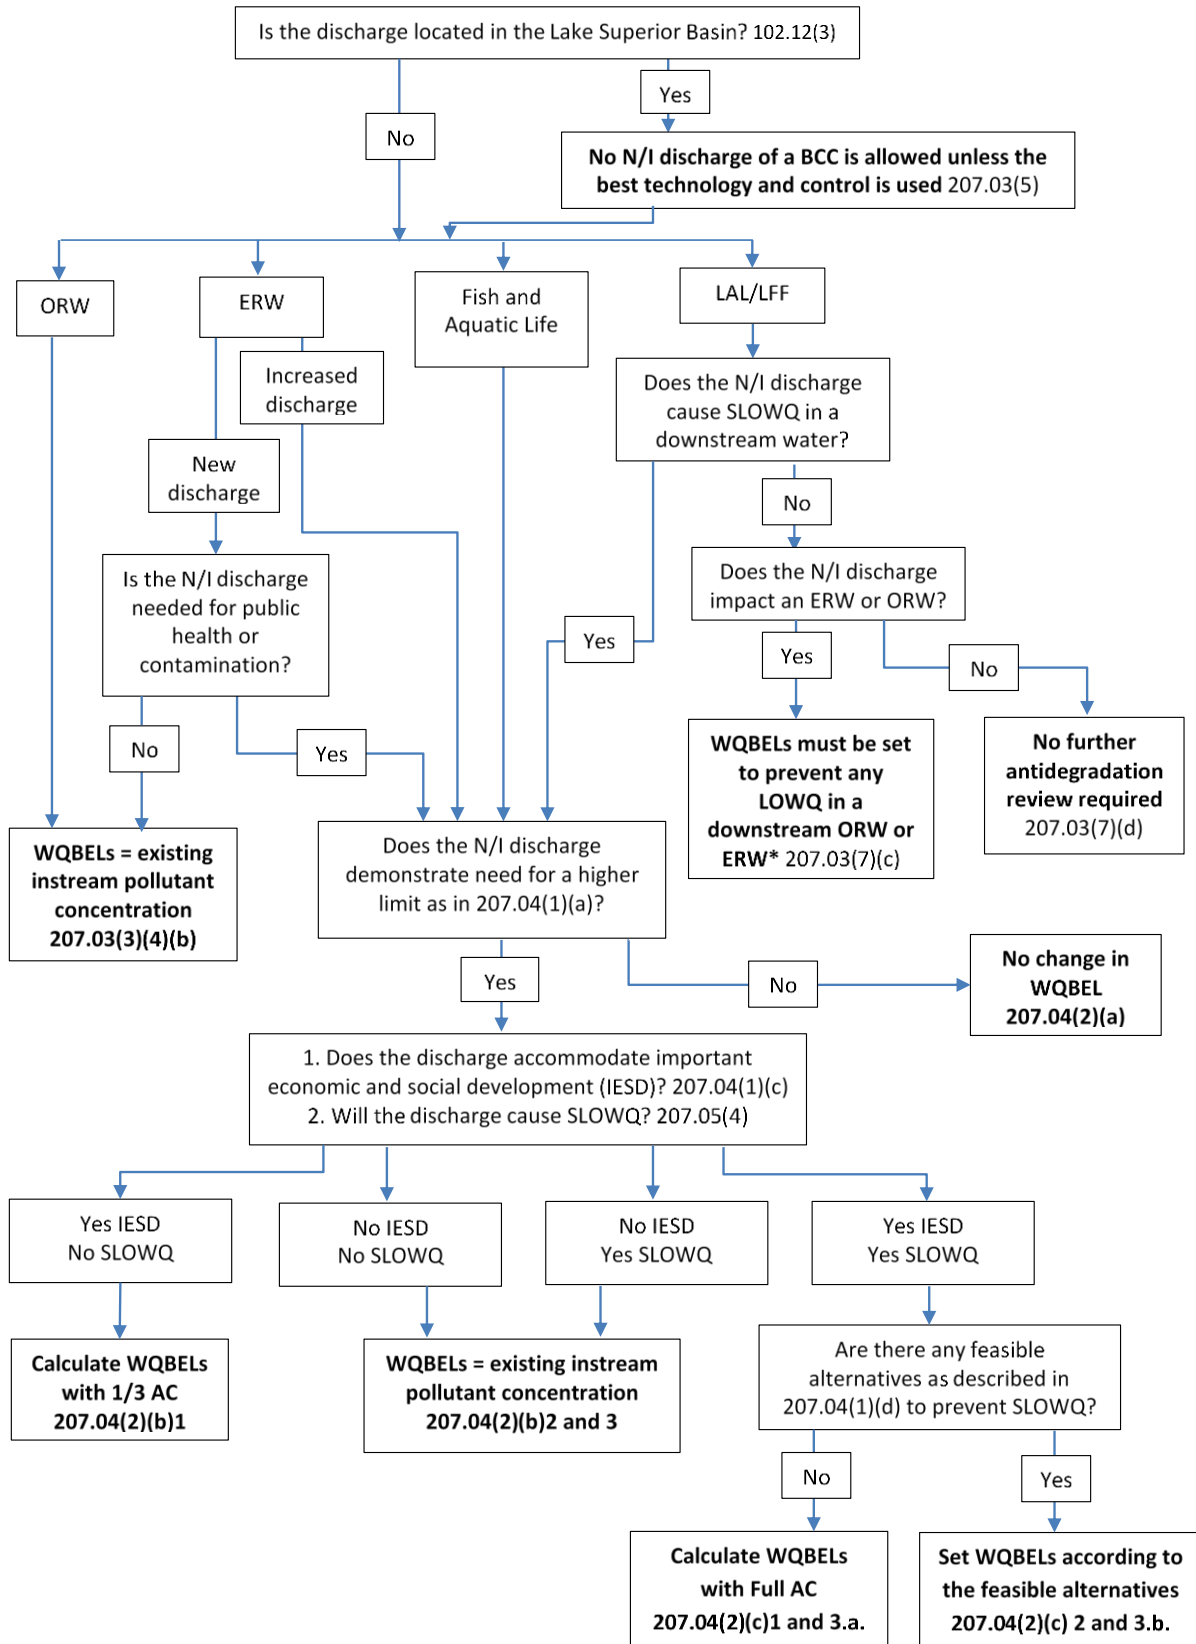 Is the discharge located in the Lake Superior Basin? 102.12(3)
Yes
No
No N/I discharge of a BCC is allowed unless the
best technology and control is used 207.03(5)
ORW
ERW
Fish and
Aquatic Life
LAL/LFF
Increased
discharge
Does the N/I discharge
cause SLOWQ in a
downstream water?
New
discharge
No
Is the N/I discharge
needed for public
health or
contamination?
Does the N/I discharge
impact an ERW or ORW?
Yes
Yes
No
No
Yes
WQBELs must be set
to prevent any
LOWQ in a
downstream ORW or
ERW* 207.03(7)(c)
No further
antidegradation
review required
207.03(7)(d)
WQBELs = existing
instream pollutant
concentration
207.03(3)(4)(b)
Does the N/I discharge
demonstrate need for a higher
limit as in 207.04(1)(a)?
Yes
No
No change in
WQBEL
207.04(2)(a)
1. Does the discharge accommodate important
economic and social development (IESD)? 207.04(1)(c)
2. Will the discharge cause SLOWQ? 207.05(4)
Yes IESD
No SLOWQ
No IESD
No SLOWQ
No IESD
Yes SLOWQ
Yes IESD
Yes SLOWQ
Calculate WQBELs
with 1/3 AC
207.04(2)(b)1
WQBELs = existing instream
pollutant concentration
207.04(2)(b)2 and 3
Are there any feasible
alternatives as described in
207.04(1)(d) to prevent SLOWQ?
No
Yes
Calculate WQBELs
with Full AC
207.04(2)(c)1 and 3.a.
Set WQBELs according to
the feasible alternatives
207.04(2)(c) 2 and 3.b.